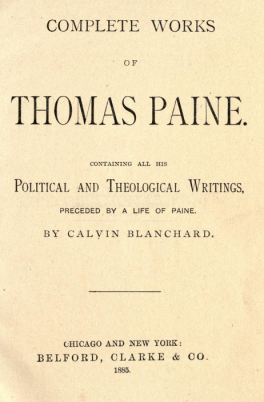 COMPLETE WORKS
OF
THOMAS PAINE.
CONTAINING ALL HIS
POLITICAL AND THEOLOGICAL WRITINGS,
PRECEDED BY A LIFE OF PAINE.
BY CALVIN BLANCHARD.
CHICAGO AND NEW YORK:
BELFORD, CLARKE & CO.
1885.